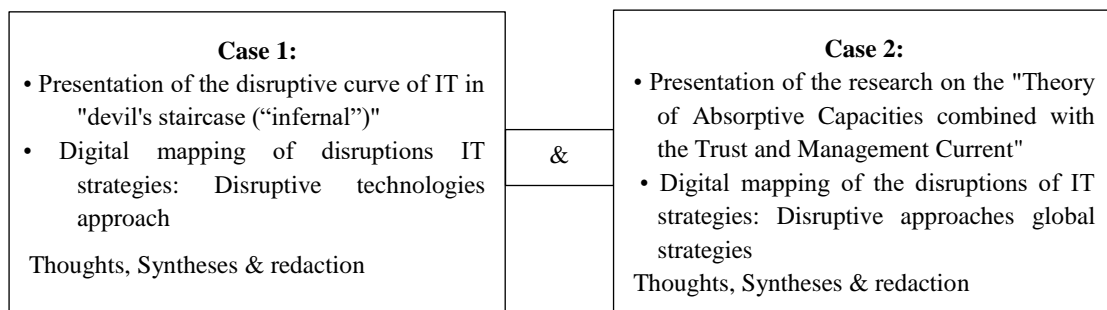 Case 1:
• Presentation of the disruptive curve of IT in
"devil's staircase (“infernal”)"
• Digital mapping of disruptions IT
strategies: Disruptive technologies
approach
Thoughts, Syntheses & redaction
&
Case 2:
• Presentation of the research on the "Theory
of Absorptive Capacities combined with
the Trust and Management Current"
• Digital mapping of the disruptions of IT
strategies: Disruptive approaches global
strategies
Thoughts, Syntheses & redaction